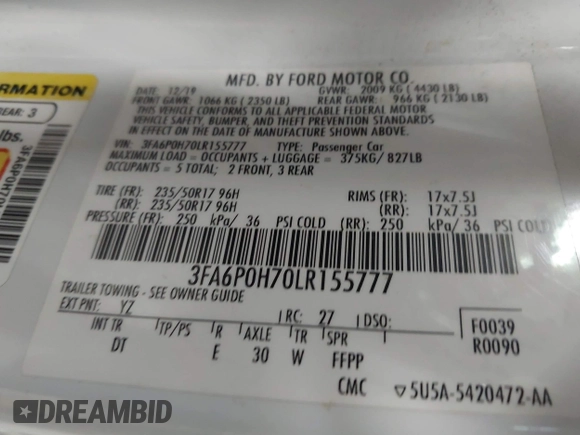 ORMATION
REAR: 3
lbs.
3FA6P0H70
MFD. BY FORD MOTOR CO.
DATE: 12/19 GVWR: 2009 KG ( 4430 LB)
FRONT GAWR: 1066 KG ( 2350 LB) REAR GAWR: 966 KG ( 2130 LB)
THIS VEHICLE CONFORMS TO ALL APPLICABLE FEDERAL MOTOR
VEHICLE SAFETY, BUMPER, AND THEFT PREVENTION STANDARDS
IN EFFECT ON THE DATE OF MANUFACTURE SHOWN ABOVE.
VIN: 3FA6P0H70LR155777 TYPE: Passenger Car
MAXIMUM LOAD = OCCUPANTS + LUGGAGE = 375KG/ 827LB
OCCUPANTS = 5 TOTAL; 2 FRONT, 3 REAR
TIRE (FR): 235/50R17 96H RIMS (FR): 17x7.5J
(RR): 235/50R17 96H (RR): 17x7.5J
PRESSURE (FR): 250 kPa/ 36 PSI COLD (RR): 250 kPa/ 36 PSI COLD
3FA6P0H70LR155777
TRAILER TOWING - SEE OWNER GUIDE
EXT PNT: YZ RC: 27 DSO: F0039
INT TR TP/PS R AXLE TR SPR R0090
DT E 30 W FFPP
CMC ▽5U5A-5420472-AA
DREAMBID